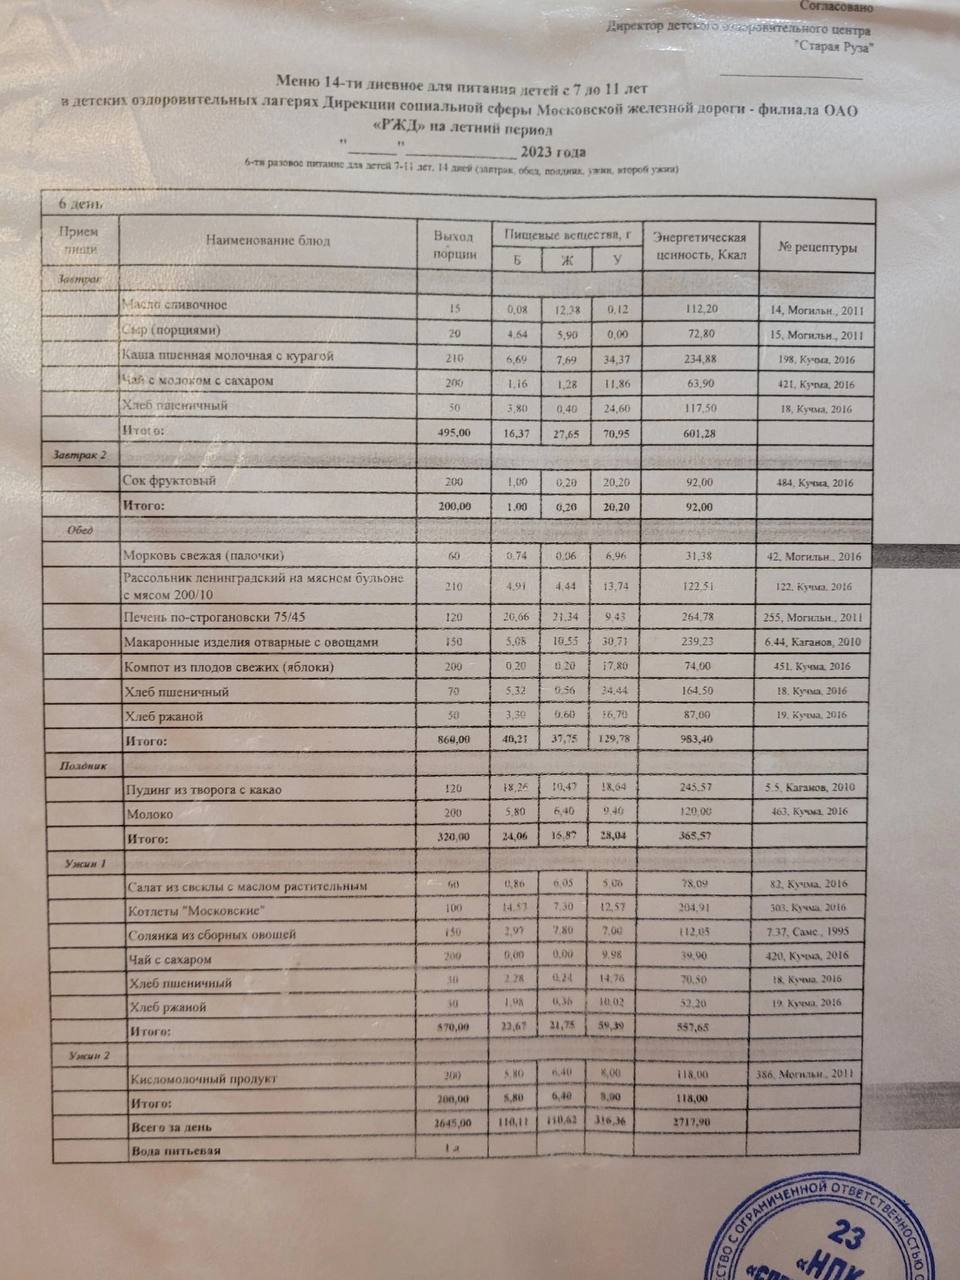 Согласовано
Директор детского оздоровительного центра
"Старая Руза"
Меню 14-ти дневное для питания детей с 7 до 11 лет
в детских оздоровительных лагерях Дирекции социальной сферы Московской железной дороги - филиала ОАО
«РЖД» на летний период
"______"______________ 2023 года
6-ти разовое питание для детей 7-11 лет, 14 дней (завтрак, обед, полдник, ужин, второй ужин)
6 день
Прием пищи Наименование блюд Выход порции Пищевые вещества, г Энергетическая ценность, Ккал № рецептуры
Б Ж У
Завтрак
Масло сливочное 15 0,08 12,38 0,12 112,20 14, Могильн., 2011
Сыр (порциями) 20 4,64 5,90 0,00 72,80 15, Могильн., 2011
Каша пшенная молочная с курагой 210 6,69 7,69 34,37 234,88 198, Кучма, 2016
Чай с молоком с сахаром 200 1,16 1,28 11,86 63,90 421, Кучма, 2016
Хлеб пшеничный 50 3,80 0,40 24,60 117,50 18, Кучма, 2016
Итого: 495,00 16,37 27,65 70,95 601,28
Завтрак 2
Сок фруктовый 200 1,00 0,20 20,20 92,00 484, Кучма, 2016
Итого: 200,00 1,00 0,20 20,20 92,00
Обед
Морковь свежая (палочки) 60 0,74 0,06 6,96 31,38 42, Могильн., 2016
Рассольник ленинградский на мясном бульоне
с мясом 200/10 210 4,91 4,44 13,74 122,51 122, Кучма, 2016
Печень по-строгановски 75/45 120 20,66 21,34 9,43 264,78 255, Могильн., 2011
Макаронные изделия отварные с овощами 150 5,08 10,55 30,71 239,23 6.44, Каганов, 2010
Компот из плодов свежих (яблоки) 200 0,20 0,20 17,80 74,00 451, Кучма, 2016
Хлеб пшеничный 70 5,32 0,56 34,44 164,50 18, Кучма, 2016
Хлеб ржаной 50 3,30 0,60 16,70 87,00 19, Кучма, 2016
Итого: 860,00 40,21 37,75 129,78 983,40
Полдник
Пудинг из творога с какао 120 18,26 10,47 18,64 245,57 5.5, Каганов, 2010
Молоко 200 5,80 6,40 9,40 120,00 463, Кучма, 2016
Итого: 320,00 24,06 16,87 28,04 365,57
Ужин 1
Салат из свеклы с маслом растительным 60 0,86 6,05 5,06 78,09 82, Кучма, 2016
Котлеты "Московские" 100 14,57 7,30 12,57 204,91 303, Кучма, 2016
Солянка из сборных овощей 150 2,97 7,80 7,00 112,05 7.37, Самс., 1995
Чай с сахаром 200 0,00 0,00 9,98 39,90 420, Кучма, 2016
Хлеб пшеничный 30 2,28 0,24 14,76 70,50 18, Кучма, 2016
Хлеб ржаной 30 1,98 0,36 10,02 52,20 19, Кучма, 2016
Итого: 570,00 22,67 21,75 59,39 557,65
Ужин 2
Кисломолочный продукт 200 5,80 6,40 8,00 118,00 386, Могильн., 2011
Итого: 200,00 5,80 6,40 8,00 118,00
Всего за день 2645,00 110,11 110,62 316,36 2717,90
Вода питьевая 1 л
С ОГРАНИЧЕННОЙ ОТВЕТСТВЕННОСТЬЮ
23
«НПК